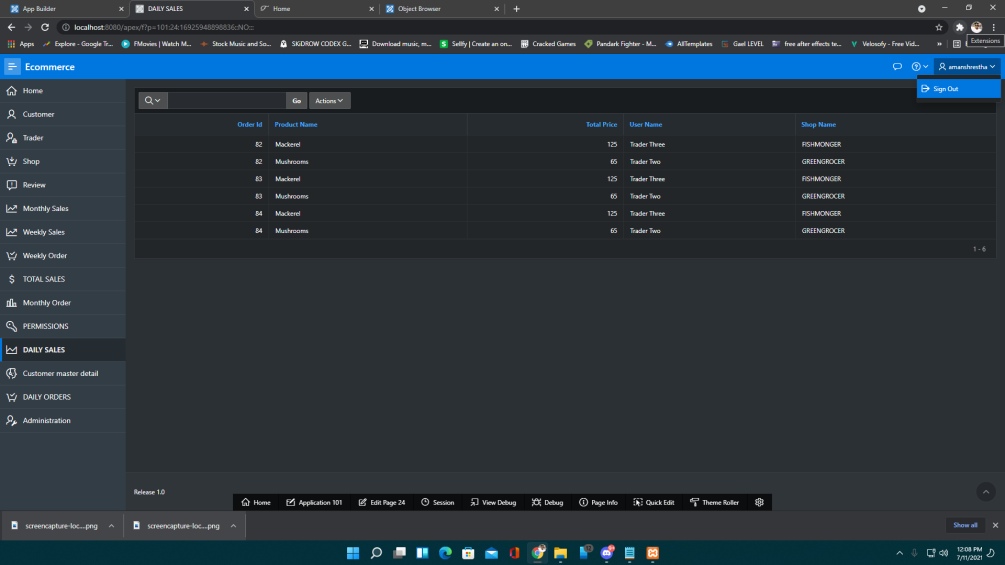 App Builder
DAILY SALES
Home
Object Browser
localhost:8080/apex/f?p=101:24:16925948898836::NO:::
Apps
Explore - Google Tr...
FMovies | Watch M...
Stock Music and So...
SIGDROW CODEX G...
Download music, m...
Sellfy | Create an on...
Cracked Games
Pandark Fighter - M...
AllTemplates
Gael LEVEL
free after effects te...
Velosofy - Free Vid...
Extensions
Ecommerce
amanshrestha
Sign Out
Home
Customer
Trader
Shop
Review
Monthly Sales
Weekly Sales
Weekly Order
TOTAL SALES
Monthly Order
PERMISSIONS
DAILY SALES
Customer master detail
DAILY ORDERS
Administration
Go
Actions
Order Id Product Name Total Price User Name Shop Name
82 Mackerel 125 Trader Three FISHMONGER
82 Mushrooms 65 Trader Two GREENGROCER
83 Mackerel 125 Trader Three FISHMONGER
83 Mushrooms 65 Trader Two GREENGROCER
84 Mackerel 125 Trader Three FISHMONGER
84 Mushrooms 65 Trader Two GREENGROCER
1 - 6
Release 1.0
Home Application 101 Edit Page 24 Session View Debug Debug Page Info Quick Edit Theme Roller
screencapture-loc....png
screencapture-loc....png
Show all
12:08 PM
7/11/2021